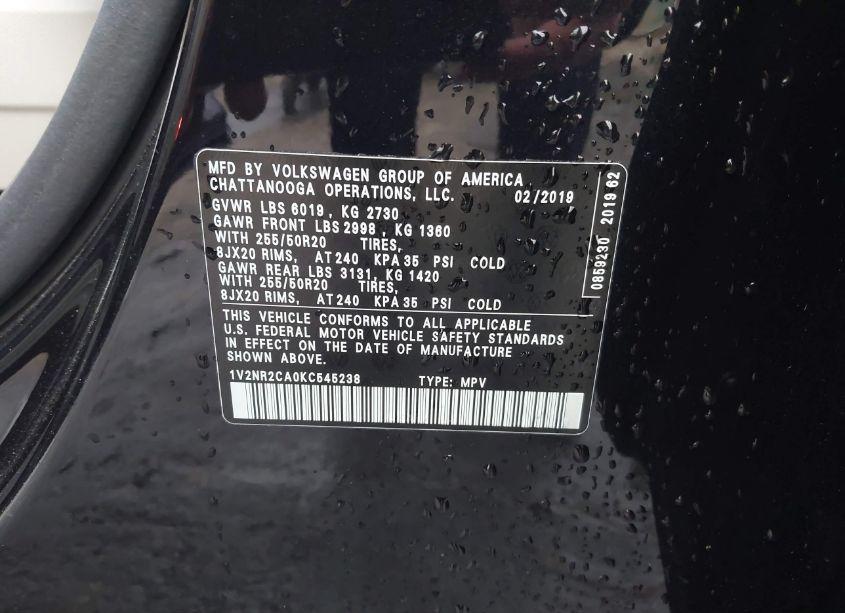 MFD BY VOLKSWAGEN GROUP OF AMERICA
CHATTANOOGA OPERATIONS, LLC. 02/2019
GVWR LBS 6019, KG 2730
GAWR FRONT LBS 2998, KG 1360
WITH 255/50R20 TIRES,
8JX20 RIMS, AT 240 KPA 35 PSI COLD
GAWR REAR LBS 3131, KG 1420
WITH 255/50R20 TIRES,
8JX20 RIMS, AT 240 KPA 35 PSI COLD
THIS VEHICLE CONFORMS TO ALL APPLICABLE
U.S. FEDERAL MOTOR VEHICLE SAFETY STANDARDS
IN EFFECT ON THE DATE OF MANUFACTURE
SHOWN ABOVE.
1V2NR2CA0KC545238 TYPE: MPV
0859230 2019 62